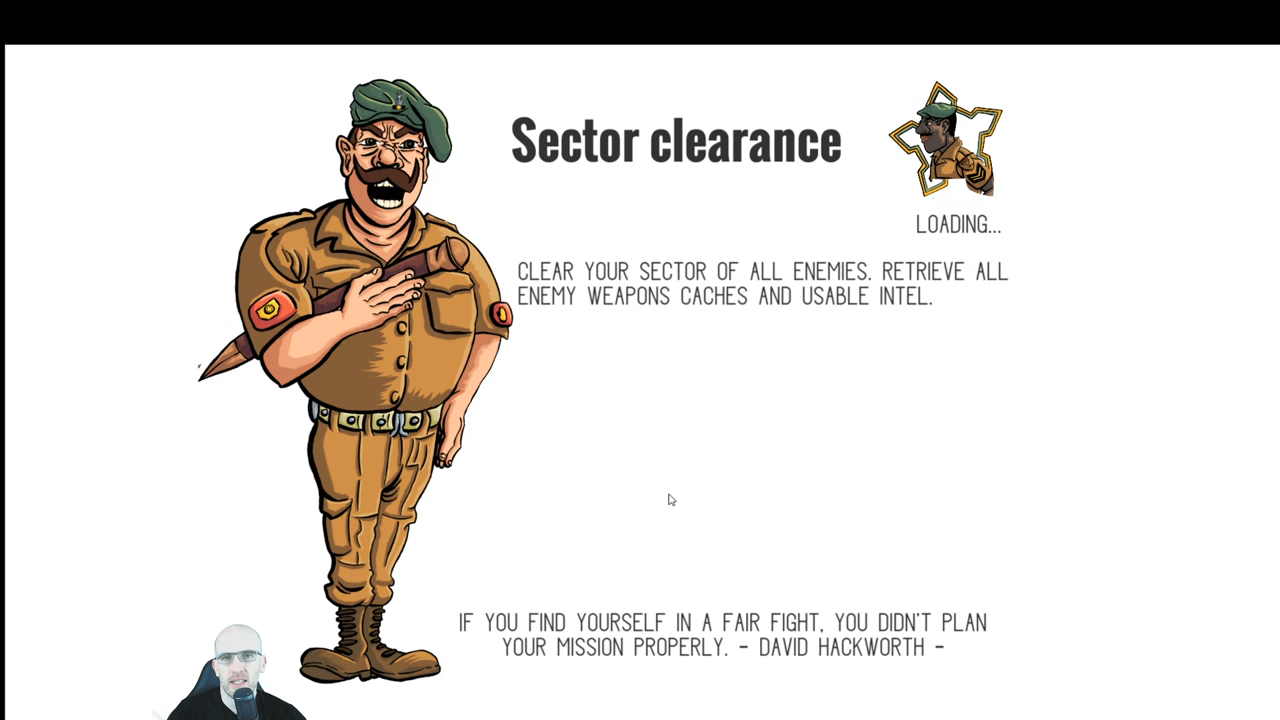 Sector clearance
LOADING...
CLEAR YOUR SECTOR OF ALL ENEMIES. RETRIEVE ALL
ENEMY WEAPONS CACHES AND USABLE INTEL.
IF YOU FIND YOURSELF IN A FAIR FIGHT, YOU DIDN'T PLAN
YOUR MISSION PROPERLY. - DAVID HACKWORTH -